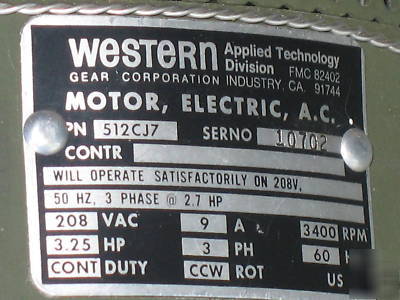 western Applied Technology Division FMC 82402
GEAR CORPORATION INDUSTRY, CA. 91744
MOTOR, ELECTRIC, A.C.
PN 512CJ7 SERNO 10702
CONTR
WILL OPERATE SATISFACTORILY ON 208V,
50 HZ, 3 PHASE @ 2.7 HP
208 VAC 9 A 3400 RPM
3.25 HP 3 PH 60
CONT DUTY CCW ROT US